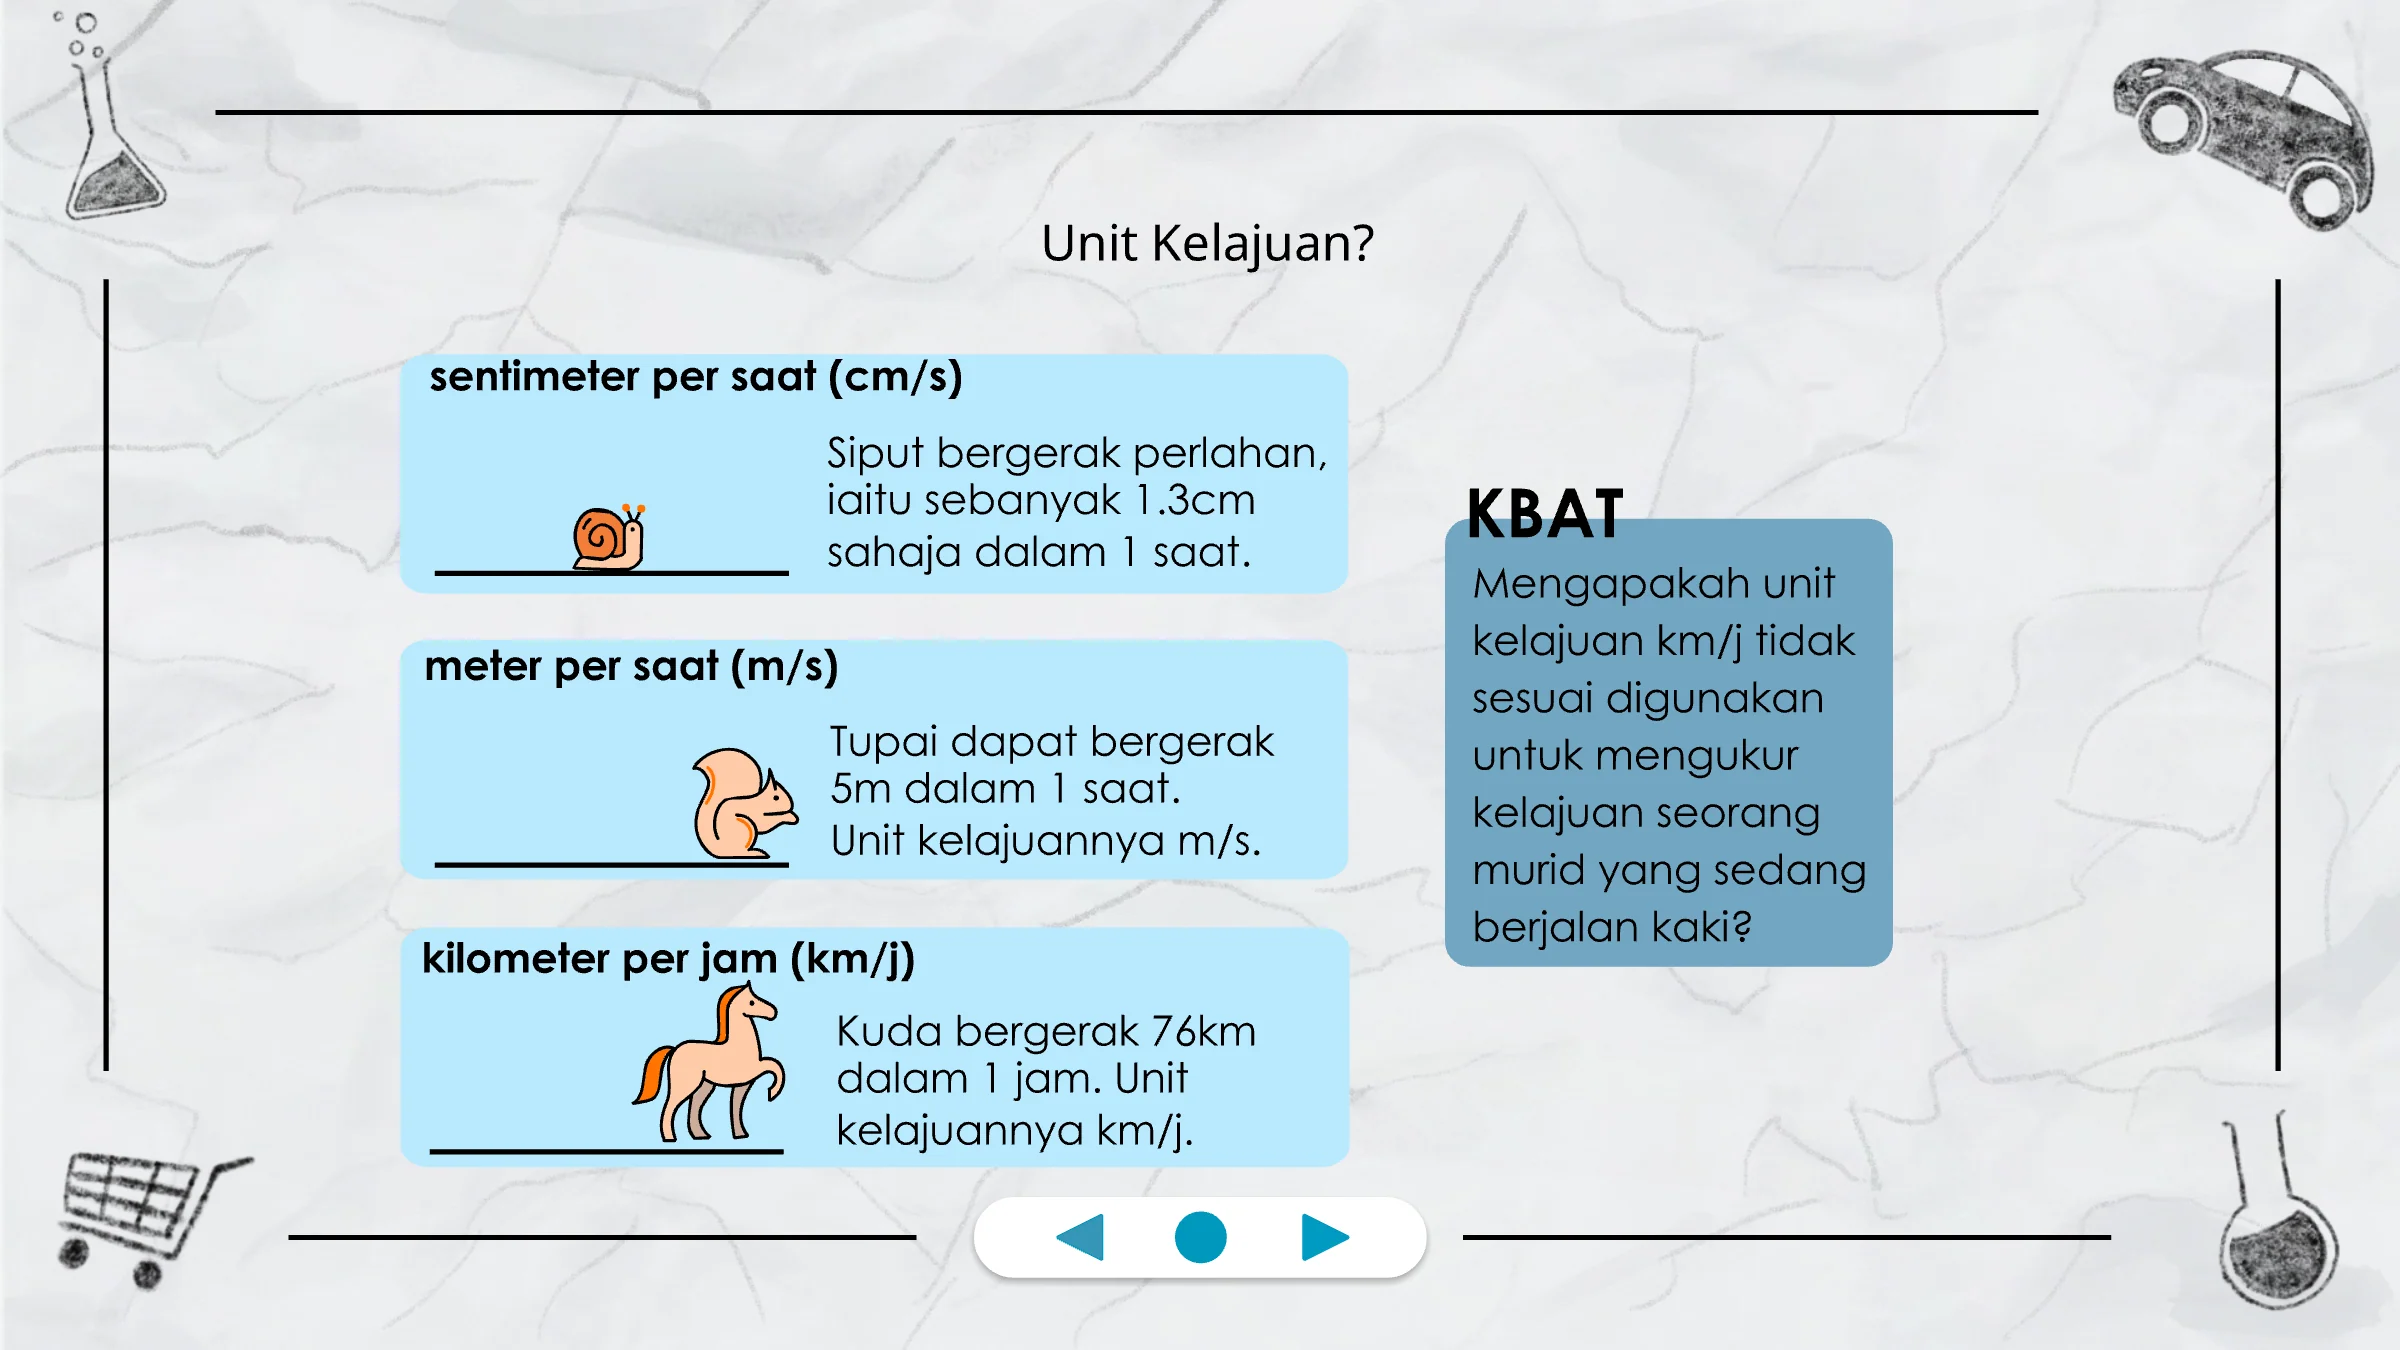 Unit Kelajuan?
sentimeter per saat (cm/s)
Siput bergerak perlahan,
iaitu sebanyak 1.3cm
sahaja dalam 1 saat.
meter per saat (m/s)
Tupai dapat bergerak
5m dalam 1 saat.
Unit kelajuannya m/s.
kilometer per jam (km/j)
Kuda bergerak 76km
dalam 1 jam. Unit
kelajuannya km/j.
KBAT
Mengapakah unit
kelajuan km/j tidak
sesuai digunakan
untuk mengukur
kelajuan seorang
murid yang sedang
berjalan kaki?